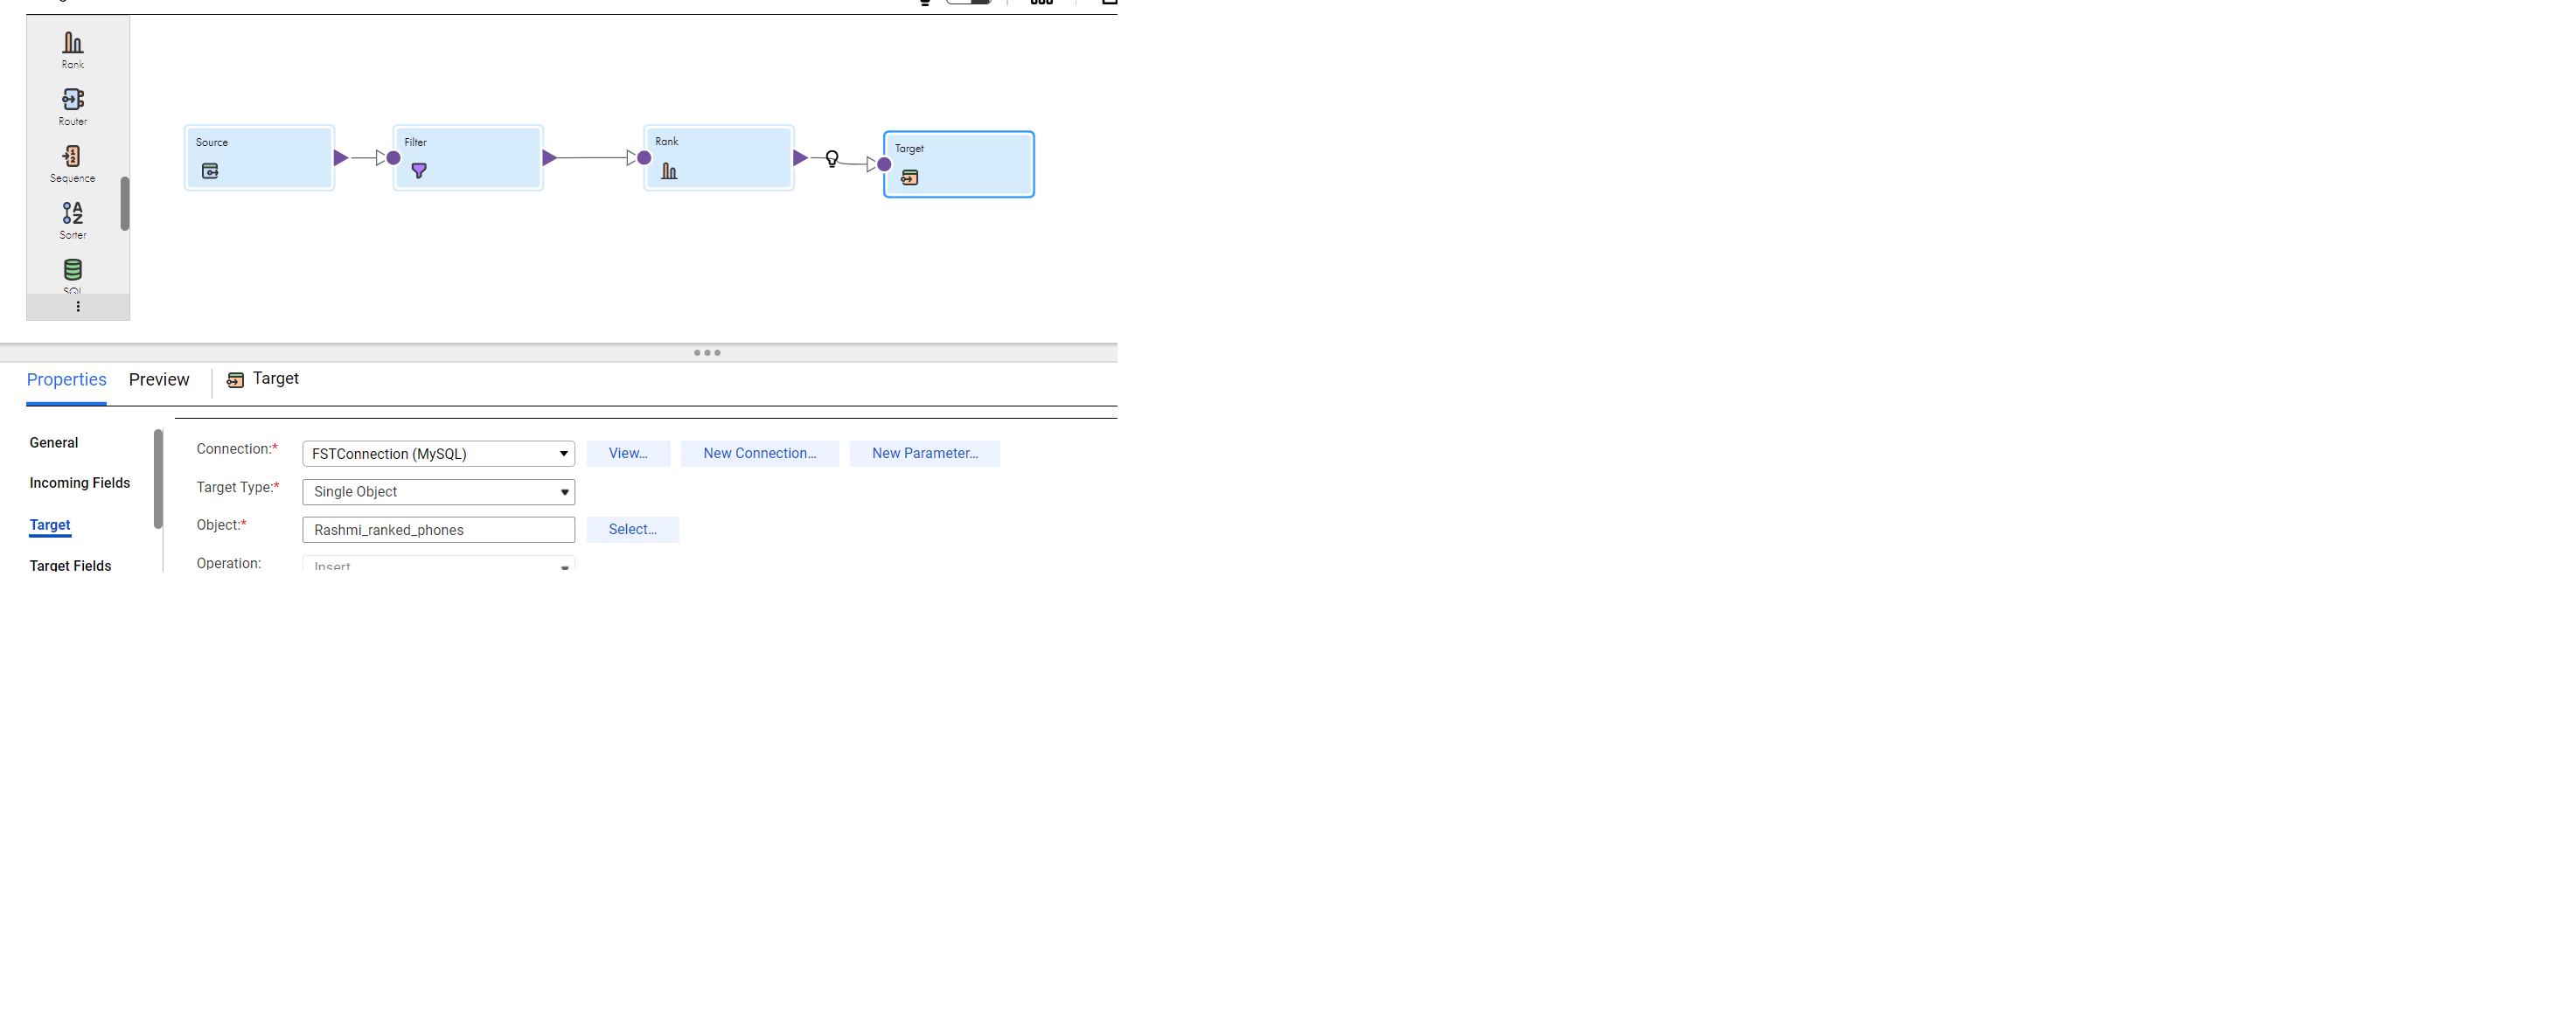 Rank
Router
Sequence
Sorter
SQL
Source
Filter
Rank
Target
Properties
Preview
Target
General
Incoming Fields
Target
Target Fields
Connection:*
FSTConnection (MySQL)
View...
New Connection...
New Parameter...
Target Type:*
Single Object
Object:*
Rashmi_ranked_phones
Select...
Operation:
Insert